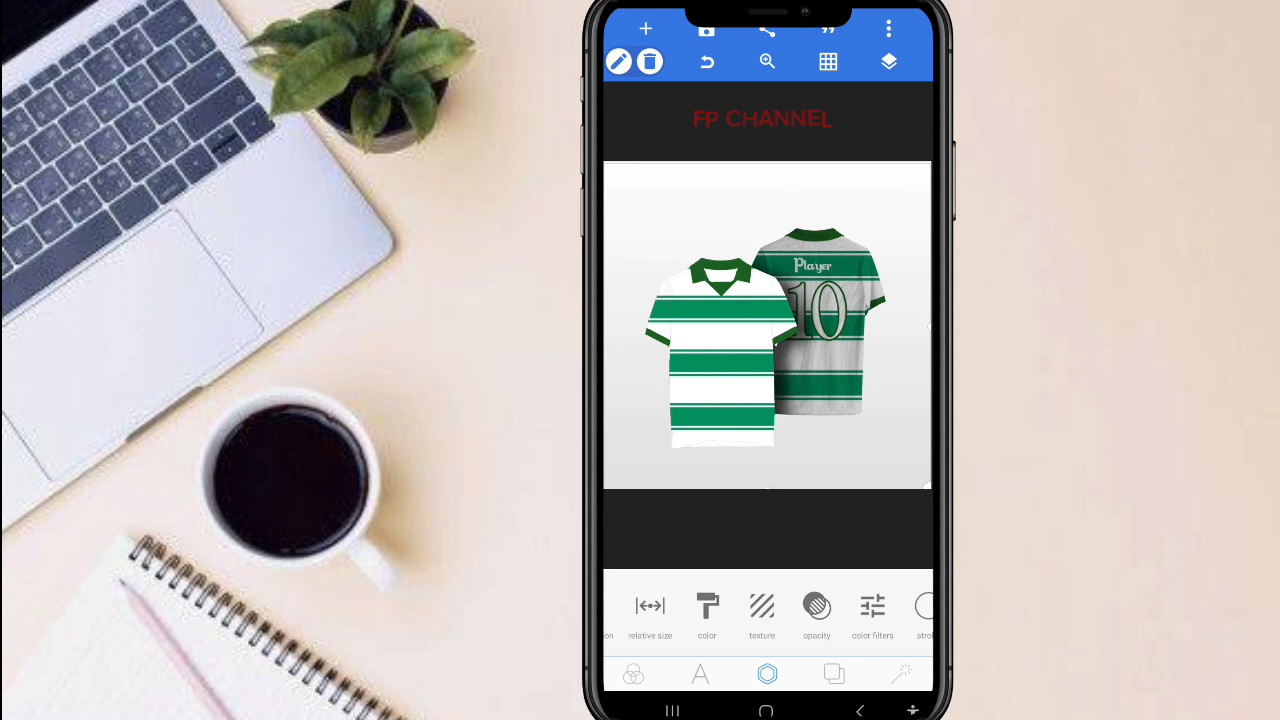 FP CHANNEL
Player
10
relative size
color
texture
opacity
color filters